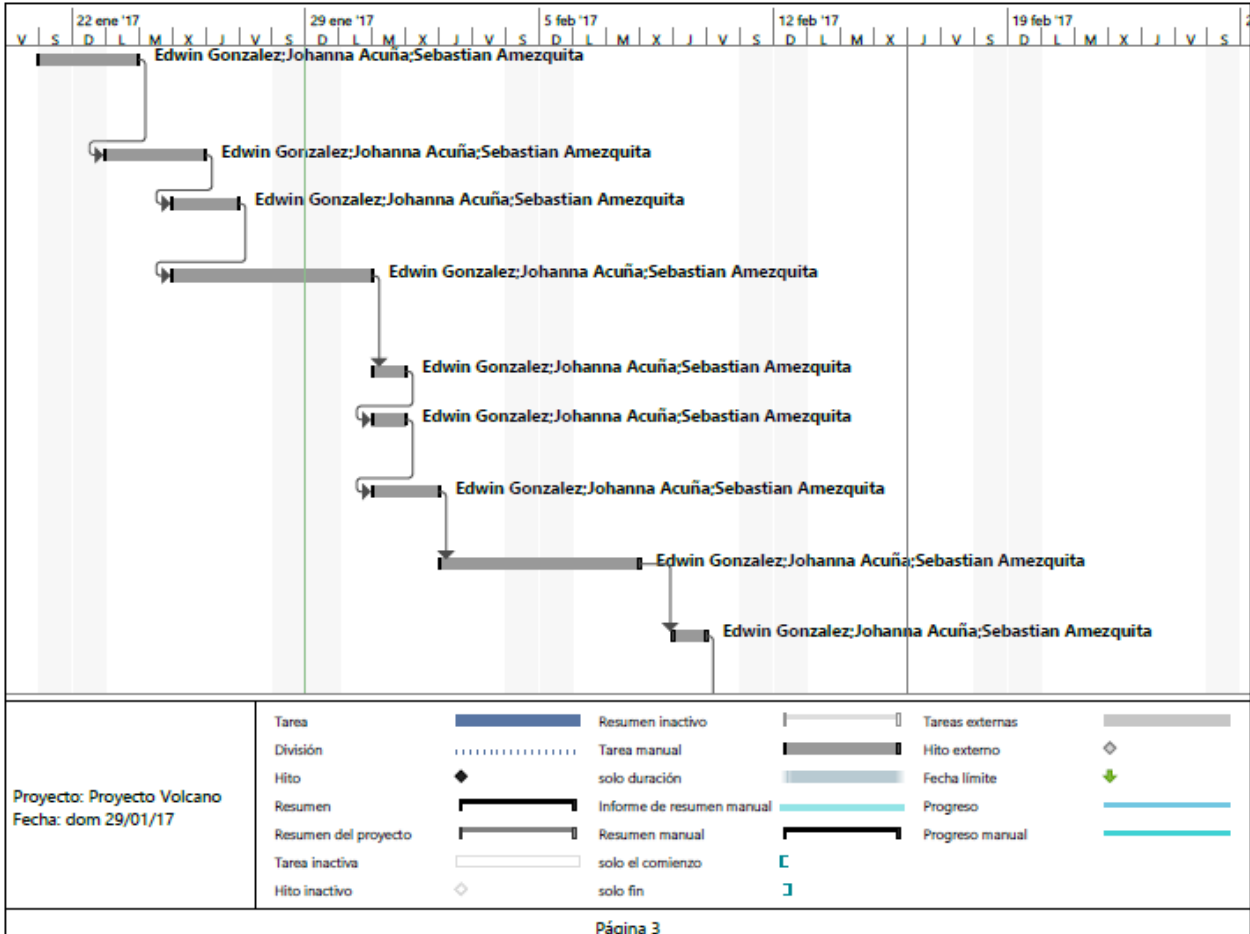 22 ene '17 29 ene '17 5 feb '17 12 feb '17 19 feb '17
V S D L M X J V S D L M X J V S D L M X J V S D L M X J V S D L M X J V S
Edwin Gonzalez;Johanna Acuña;Sebastian Amezquita
Edwin Gonzalez;Johanna Acuña;Sebastian Amezquita
Edwin Gonzalez;Johanna Acuña;Sebastian Amezquita
Edwin Gonzalez;Johanna Acuña;Sebastian Amezquita
Edwin Gonzalez;Johanna Acuña;Sebastian Amezquita
Edwin Gonzalez;Johanna Acuña;Sebastian Amezquita
Edwin Gonzalez;Johanna Acuña;Sebastian Amezquita
Edwin Gonzalez;Johanna Acuña;Sebastian Amezquita
Edwin Gonzalez;Johanna Acuña;Sebastian Amezquita
Proyecto: Proyecto Volcano
Fecha: dom 29/01/17
Tarea
División
Hito
Resumen
Resumen del proyecto
Tarea inactiva
Hito inactivo
Resumen inactivo
Tarea manual
solo duración
Informe de resumen manual
Resumen manual
solo el comienzo
solo fin
Tareas externas
Hito externo
Fecha límite
Progreso
Progreso manual
Página 3